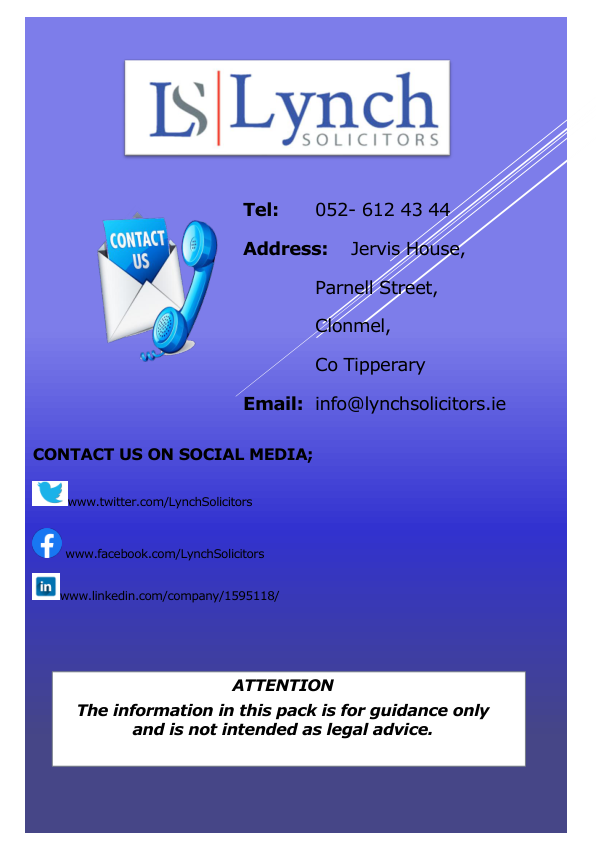 LS Lynch
SOLICITORS
CONTACT
US
Tel: 052- 612 43 44
Address: Jervis House,
Parnell Street,
Clonmel,
Co Tipperary
Email: info@lynchsolicitors.ie
CONTACT US ON SOCIAL MEDIA;
www.twitter.com/LynchSolicitors
f www.facebook.com/LynchSolicitors
in www.linkedin.com/company/1595118/
ATTENTION
The information in this pack is for guidance only
and is not intended as legal advice.